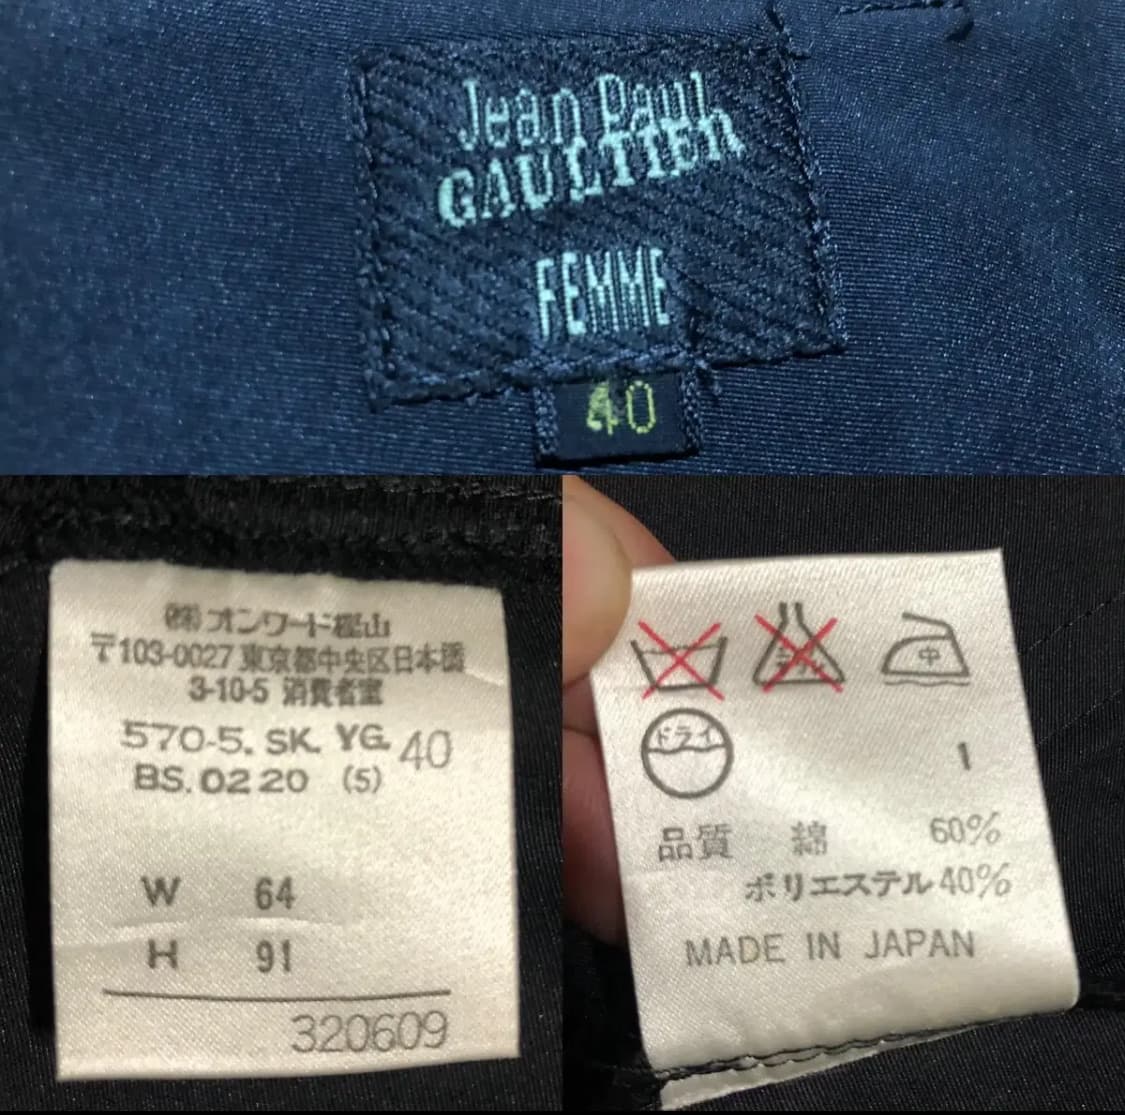 Jean Paul
GAULTIER
FEMME
40
㈱オンワード樫山
〒103-0027 東京都中央区日本橋
3-10-5 消費者室
570-5. SK. YG. 40
BS. 02 20 (5)
W 64
H 91
320609
中
ドライ
1
品質 綿 60%
ポリエステル 40%
MADE IN JAPAN